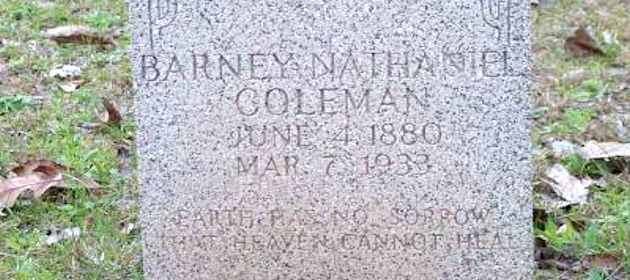 BARNEY NATHANIEL
COLEMAN
JUNE 4 1880
MAR. 7 1933
EARTH HAS NO SORROW
THAT HEAVEN CANNOT HEAL